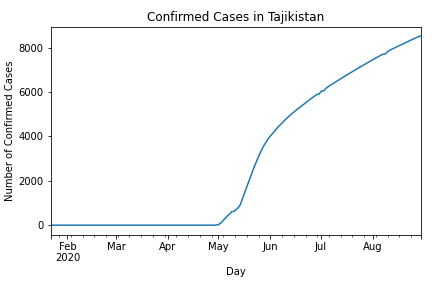 Confirmed Cases in Tajikistan
Number of Confirmed Cases
8000
6000
4000
2000
0
Feb Mar Apr May Jun Jul Aug
2020
Day